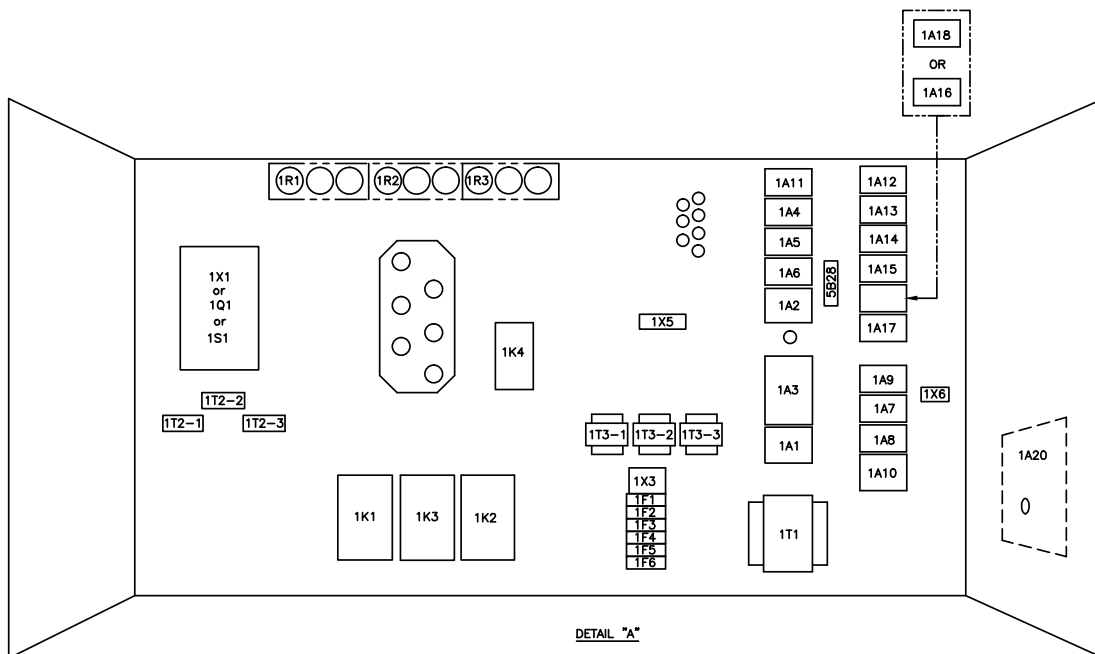 1A18
OR
1A16
1R1
1R2
1R3
1A11
1A4
1A5
1A6
1A2
5B28
1A12
1A13
1A14
1A15
1A17
1X1
or
1Q1
or
1S1
1X5
1K4
1T2-2
1T2-1
1T2-3
1T3-1
1T3-2
1T3-3
1A3
1A1
1A9
1A7
1A8
1A10
1X6
1A20
1K1
1K3
1K2
1X3
1F1
1F2
1F3
1F4
1F5
1F6
1T1
DETAIL "A"